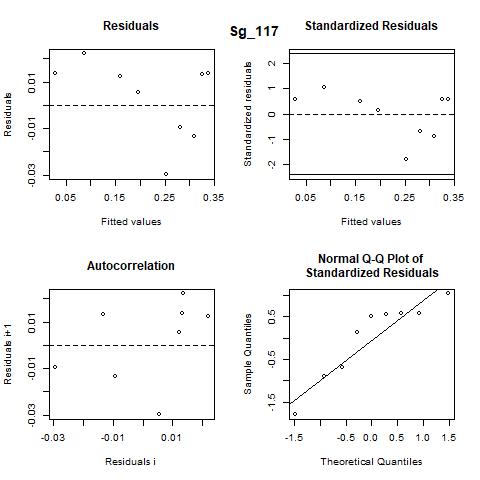 Sg_117
Residuals
Standardized Residuals
Residuals
-0.03
-0.01
0.01
0.05
0.15
0.25
0.35
Fitted values
Standardized residuals
-2
-1
0
1
2
0.05
0.15
0.25
0.35
Fitted values
Autocorrelation
Normal Q-Q Plot of
Standardized Residuals
Residuals i+1
-0.03
-0.01
0.01
-0.03
-0.01
0.01
Residuals i
Sample Quantiles
-1.5
-0.5
0.5
-1.5
-0.5
0.0
0.5
1.0
1.5
Theoretical Quantiles